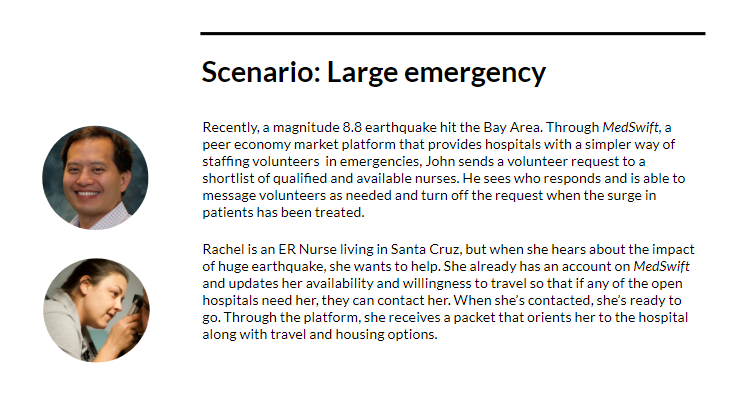 Scenario: Large emergency
Recently, a magnitude 8.8 earthquake hit the Bay Area. Through MedSwift, a
peer economy market platform that provides hospitals with a simpler way of
staffing volunteers  in emergencies, John sends a volunteer request to a
shortlist of qualified and available nurses. He sees who responds and is able to
message volunteers as needed and turn off the request when the surge in
patients has been treated.
Rachel is an ER Nurse living in Santa Cruz, but when she hears about the impact
of huge earthquake, she wants to help. She already has an account on MedSwift
and updates her availability and willingness to travel so that if any of the open
hospitals need her, they can contact her. When she’s contacted, she’s ready to
go. Through the platform, she receives a packet that orients her to the hospital
along with travel and housing options.